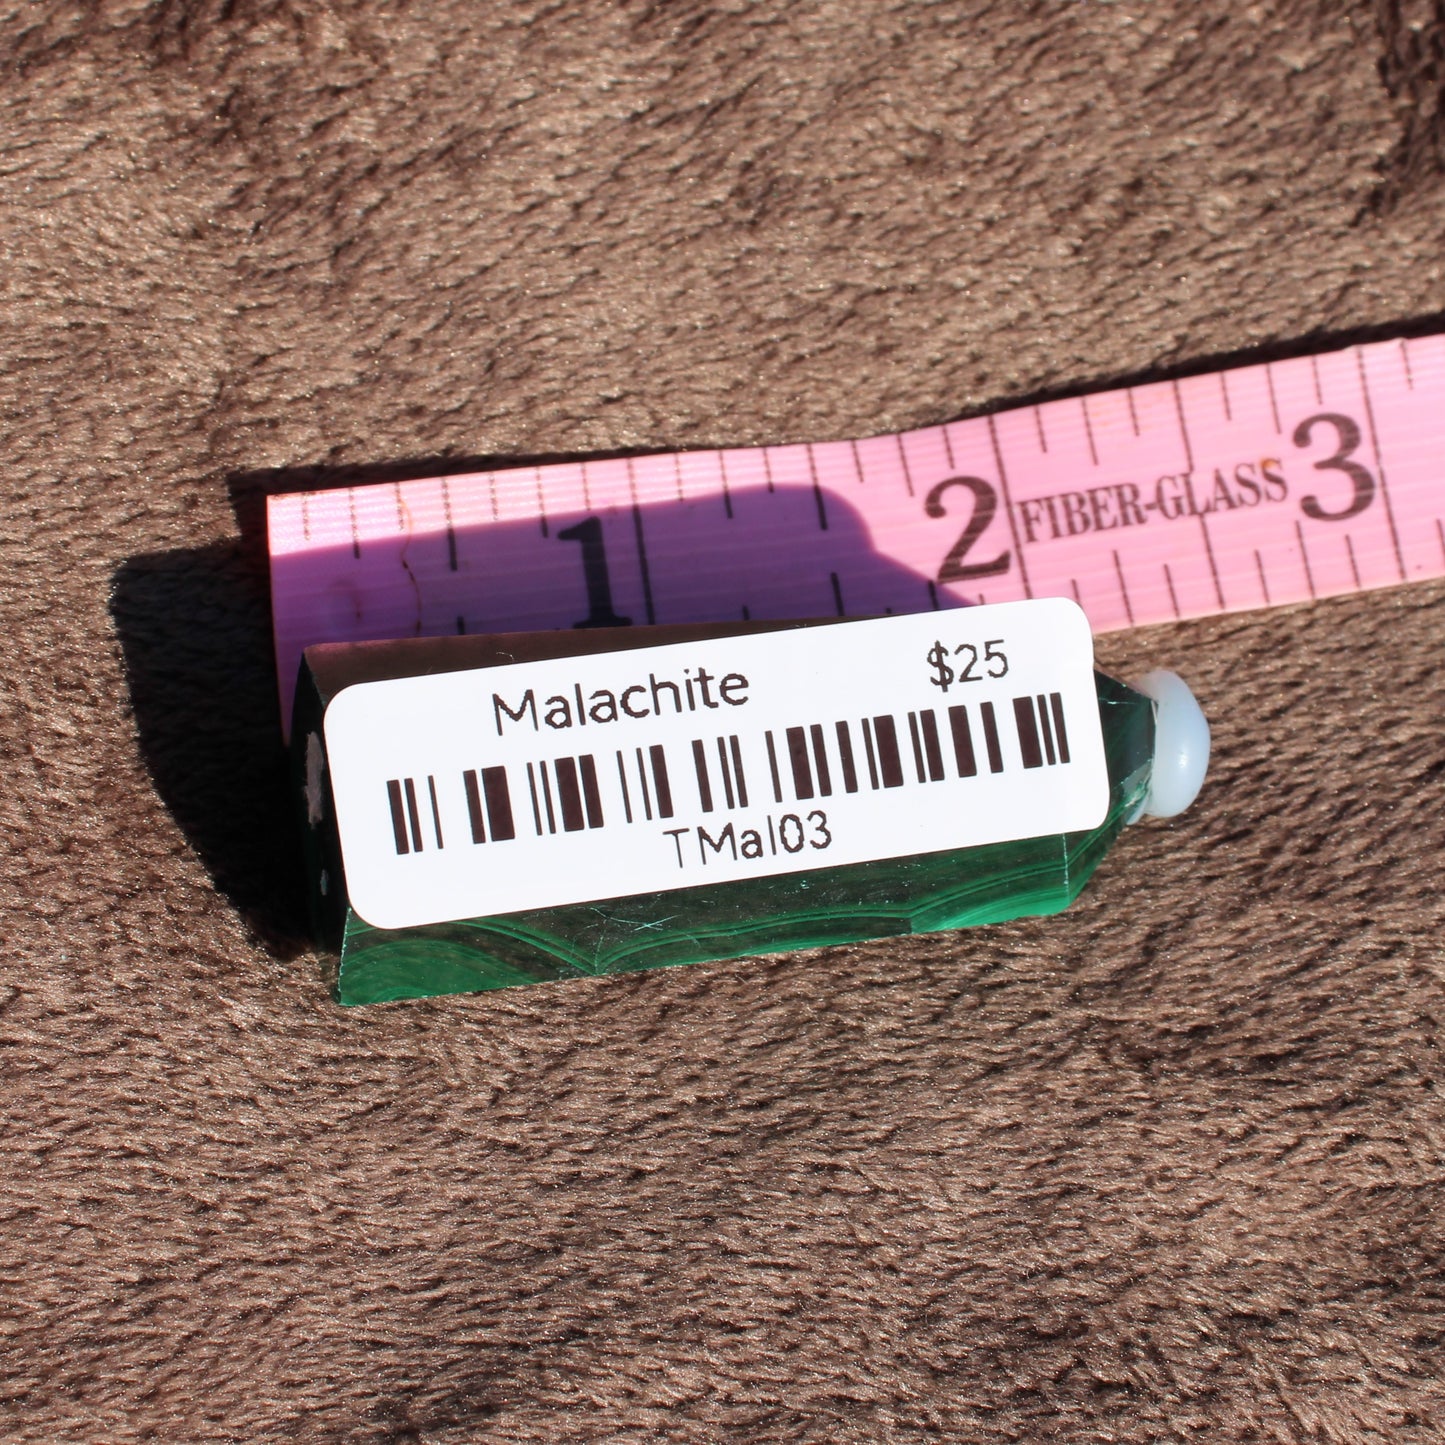 1
2
FIBER-GLASS
3
Malachite $25
TMal03